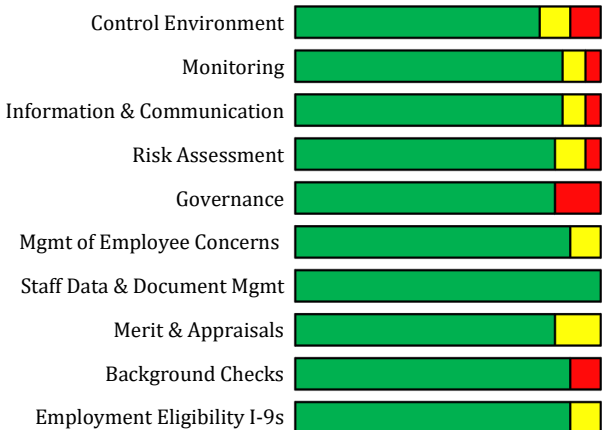 Control Environment
Monitoring
Information & Communication
Risk Assessment
Governance
Mgmt of Employee Concerns
Staff Data & Document Mgmt
Merit & Appraisals
Background Checks
Employment Eligibility I-9s